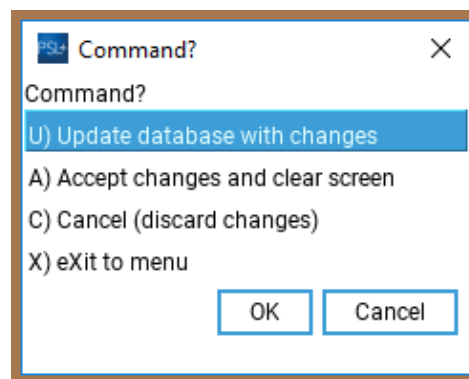 PSL+ Command?
Command?
U) Update database with changes
A) Accept changes and clear screen
C) Cancel (discard changes)
X) eXit to menu
OK Cancel